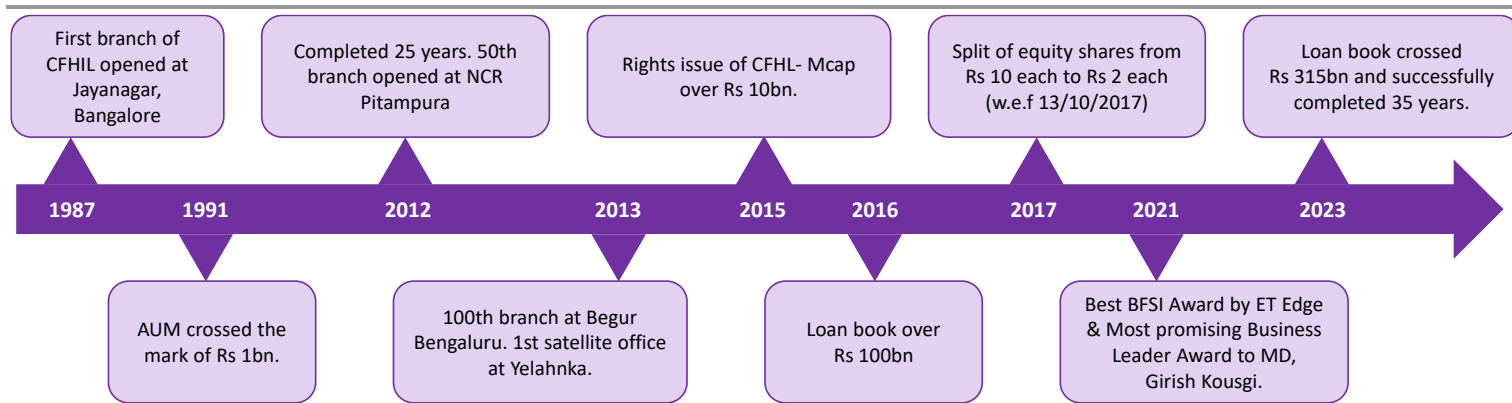 First branch of
CFHIL opened at
Jayanagar,
Bangalore
Completed 25 years. 50th
branch opened at NCR
Pitampura
Rights issue of CFHL- Mcap
over Rs 10bn.
Split of equity shares from
Rs 10 each to Rs 2 each
(w.e.f 13/10/2017)
Loan book crossed
Rs 315bn and successfully
completed 35 years.
1987 1991 2012 2013 2015 2016 2017 2021 2023
AUM crossed the
mark of Rs 1bn.
100th branch at Begur
Bengaluru. 1st satellite office
at Yelahnka.
Loan book over
Rs 100bn
Best BFSI Award by ET Edge
& Most promising Business
Leader Award to MD,
Girish Kousgi.